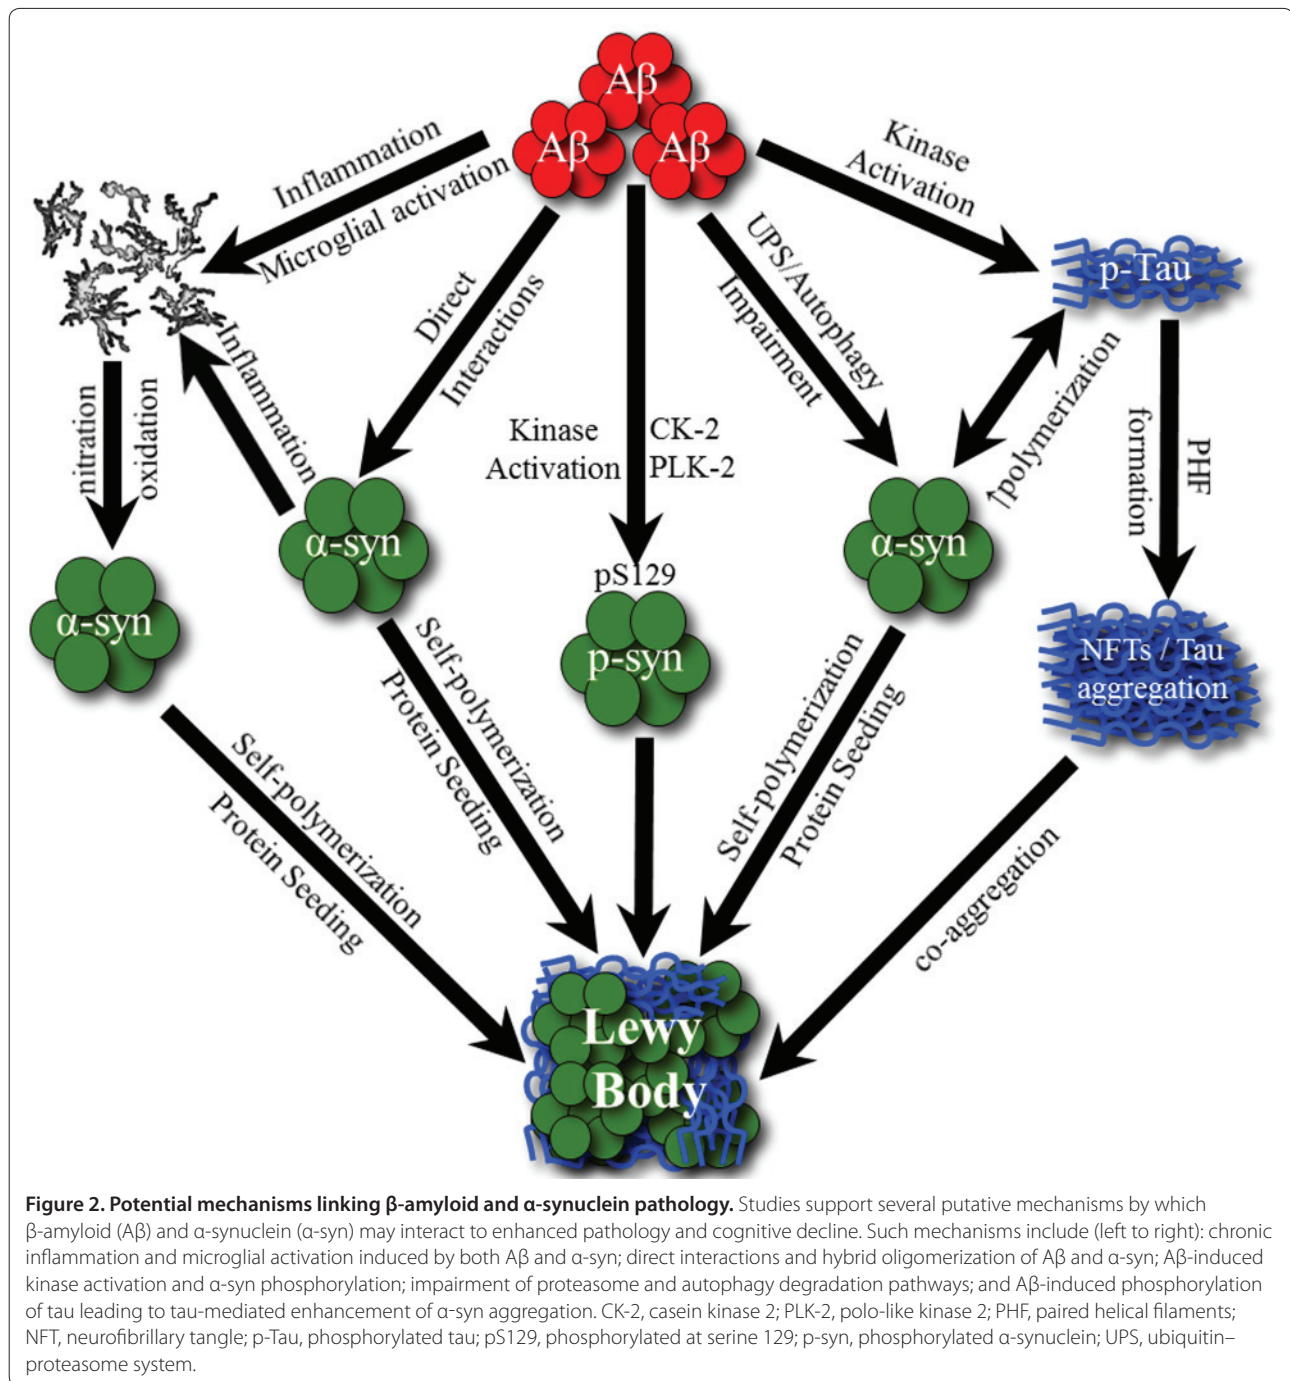 Aβ
Aβ
Aβ
Inflammation
Microglial activation
Direct
Interactions
Kinase
Activation
CK-2
PLK-2
UPS/Autophagy
Impairment
Kinase
Activation
p-Tau
Inflammation
nitration
oxidation
↑polymerization
PHF
formation
α-syn
α-syn
pS129
p-syn
α-syn
NFTs / Tau
aggregation
Self-polymerization
Protein Seeding
Self-polymerization
Protein Seeding
Self-polymerization
Protein Seeding
co-aggregation
Lewy
Body
Figure 2. Potential mechanisms linking β-amyloid and α-synuclein pathology. Studies support several putative mechanisms by which
β-amyloid (Aβ) and α-synuclein (α-syn) may interact to enhanced pathology and cognitive decline. Such mechanisms include (left to right): chronic
inflammation and microglial activation induced by both Aβ and α-syn; direct interactions and hybrid oligomerization of Aβ and α-syn; Aβ-induced
kinase activation and α-syn phosphorylation; impairment of proteasome and autophagy degradation pathways; and Aβ-induced phosphorylation
of tau leading to tau-mediated enhancement of α-syn aggregation. CK-2, casein kinase 2; PLK-2, polo-like kinase 2; PHF, paired helical filaments;
NFT, neurofibrillary tangle; p-Tau, phosphorylated tau; pS129, phosphorylated at serine 129; p-syn, phosphorylated α-synuclein; UPS, ubiquitin–
proteasome system.